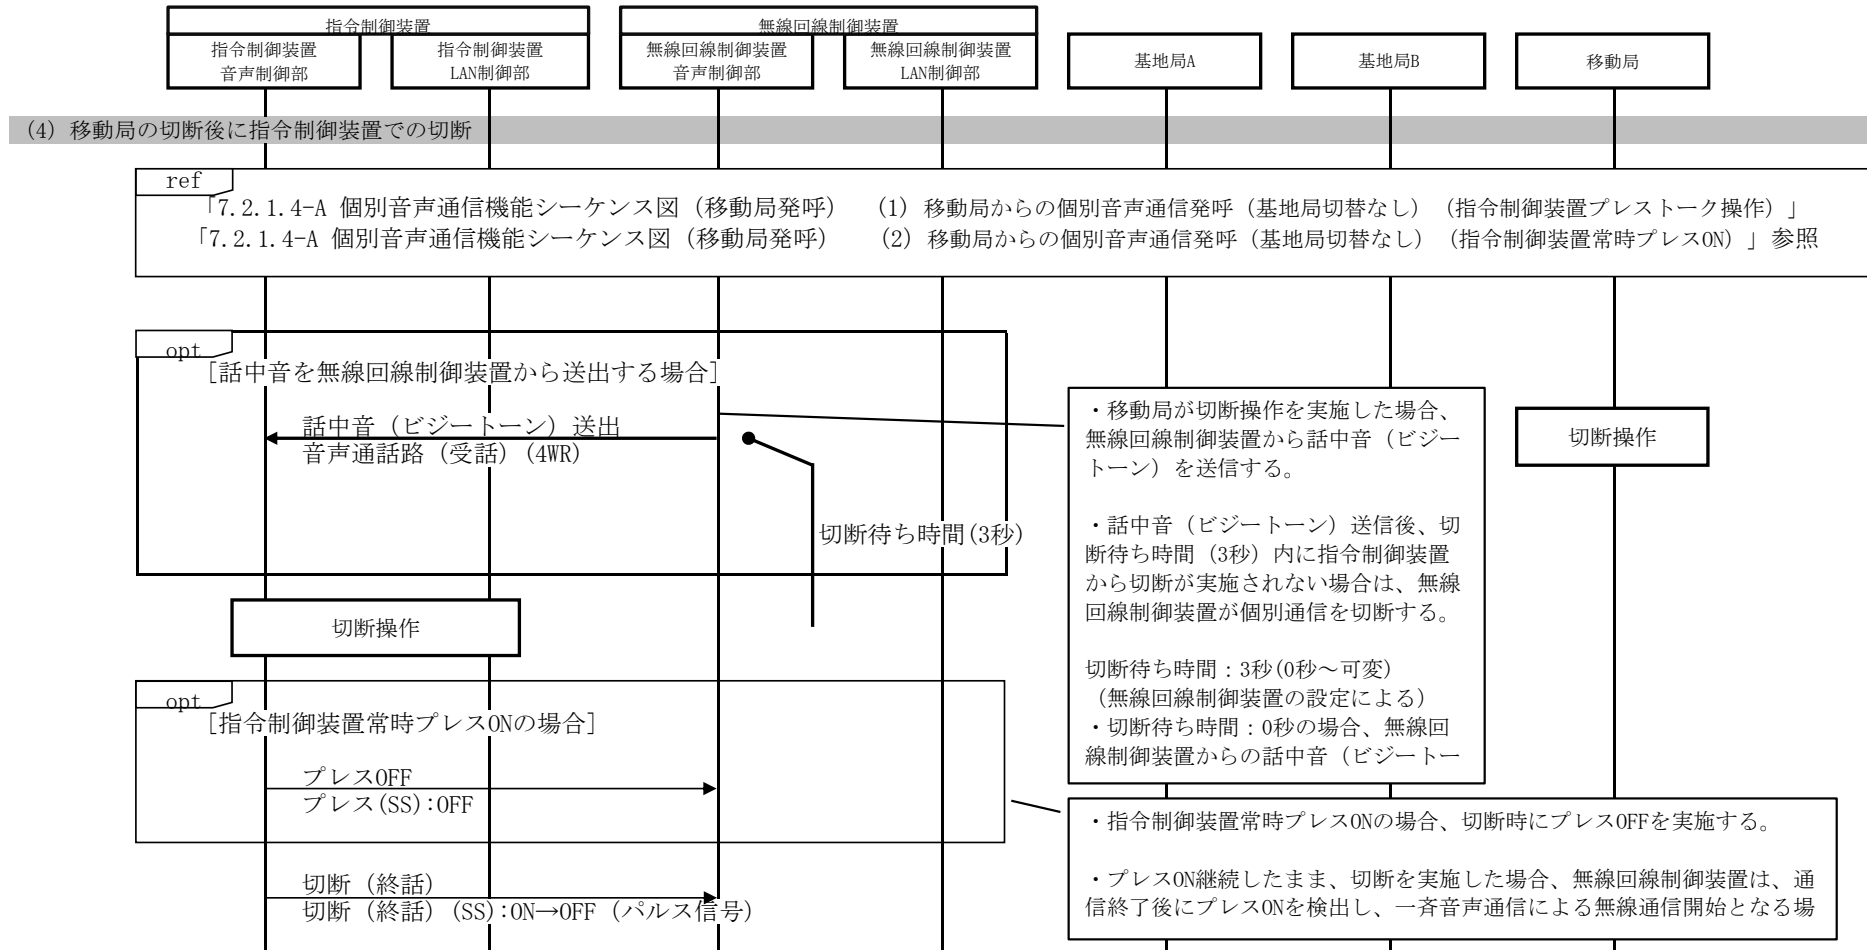 指令制御装置
無線回線制御装置
指令制御装置
音声制御部
指令制御装置
LAN制御部
無線回線制御装置
音声制御部
無線回線制御装置
LAN制御部
基地局A
基地局B
移動局
(4) 移動局の切断後に指令制御装置での切断
ref
「7.2.1.4-A 個別音声通信機能シーケンス図（移動局発呼） (1) 移動局からの個別音声通信発呼（基地局切替なし）（指令制御装置プレストーク操作）」
「7.2.1.4-A 個別音声通信機能シーケンス図（移動局発呼） (2) 移動局からの個別音声通信発呼（基地局切替なし）（指令制御装置常時プレスON）」参照
opt
[話中音を無線回線制御装置から送出する場合]
話中音（ビジートーン）送出
音声通話路（受話）(4WR)
切断待ち時間(3秒)
・移動局が切断操作を実施した場合、
無線回線制御装置から話中音（ビジー
トーン）を送信する。
・話中音（ビジートーン）送信後、切
断待ち時間（3秒）内に指令制御装置
から切断が実施されない場合は、無線
回線制御装置が個別通信を切断する。
切断待ち時間：3秒(0秒～可変)
（無線回線制御装置の設定による）
・切断待ち時間：0秒の場合、無線回
線制御装置からの話中音（ビジートー
切断操作
切断操作
opt
[指令制御装置常時プレスONの場合]
プレスOFF
プレス(SS):OFF
・指令制御装置常時プレスONの場合、切断時にプレスOFFを実施する。
・プレスON継続したまま、切断を実施した場合、無線回線制御装置は、通
信終了後にプレスONを検出し、一斉音声通信による無線通信開始となる場
切断（終話）
切断（終話）(SS):ON→OFF（パルス信号）